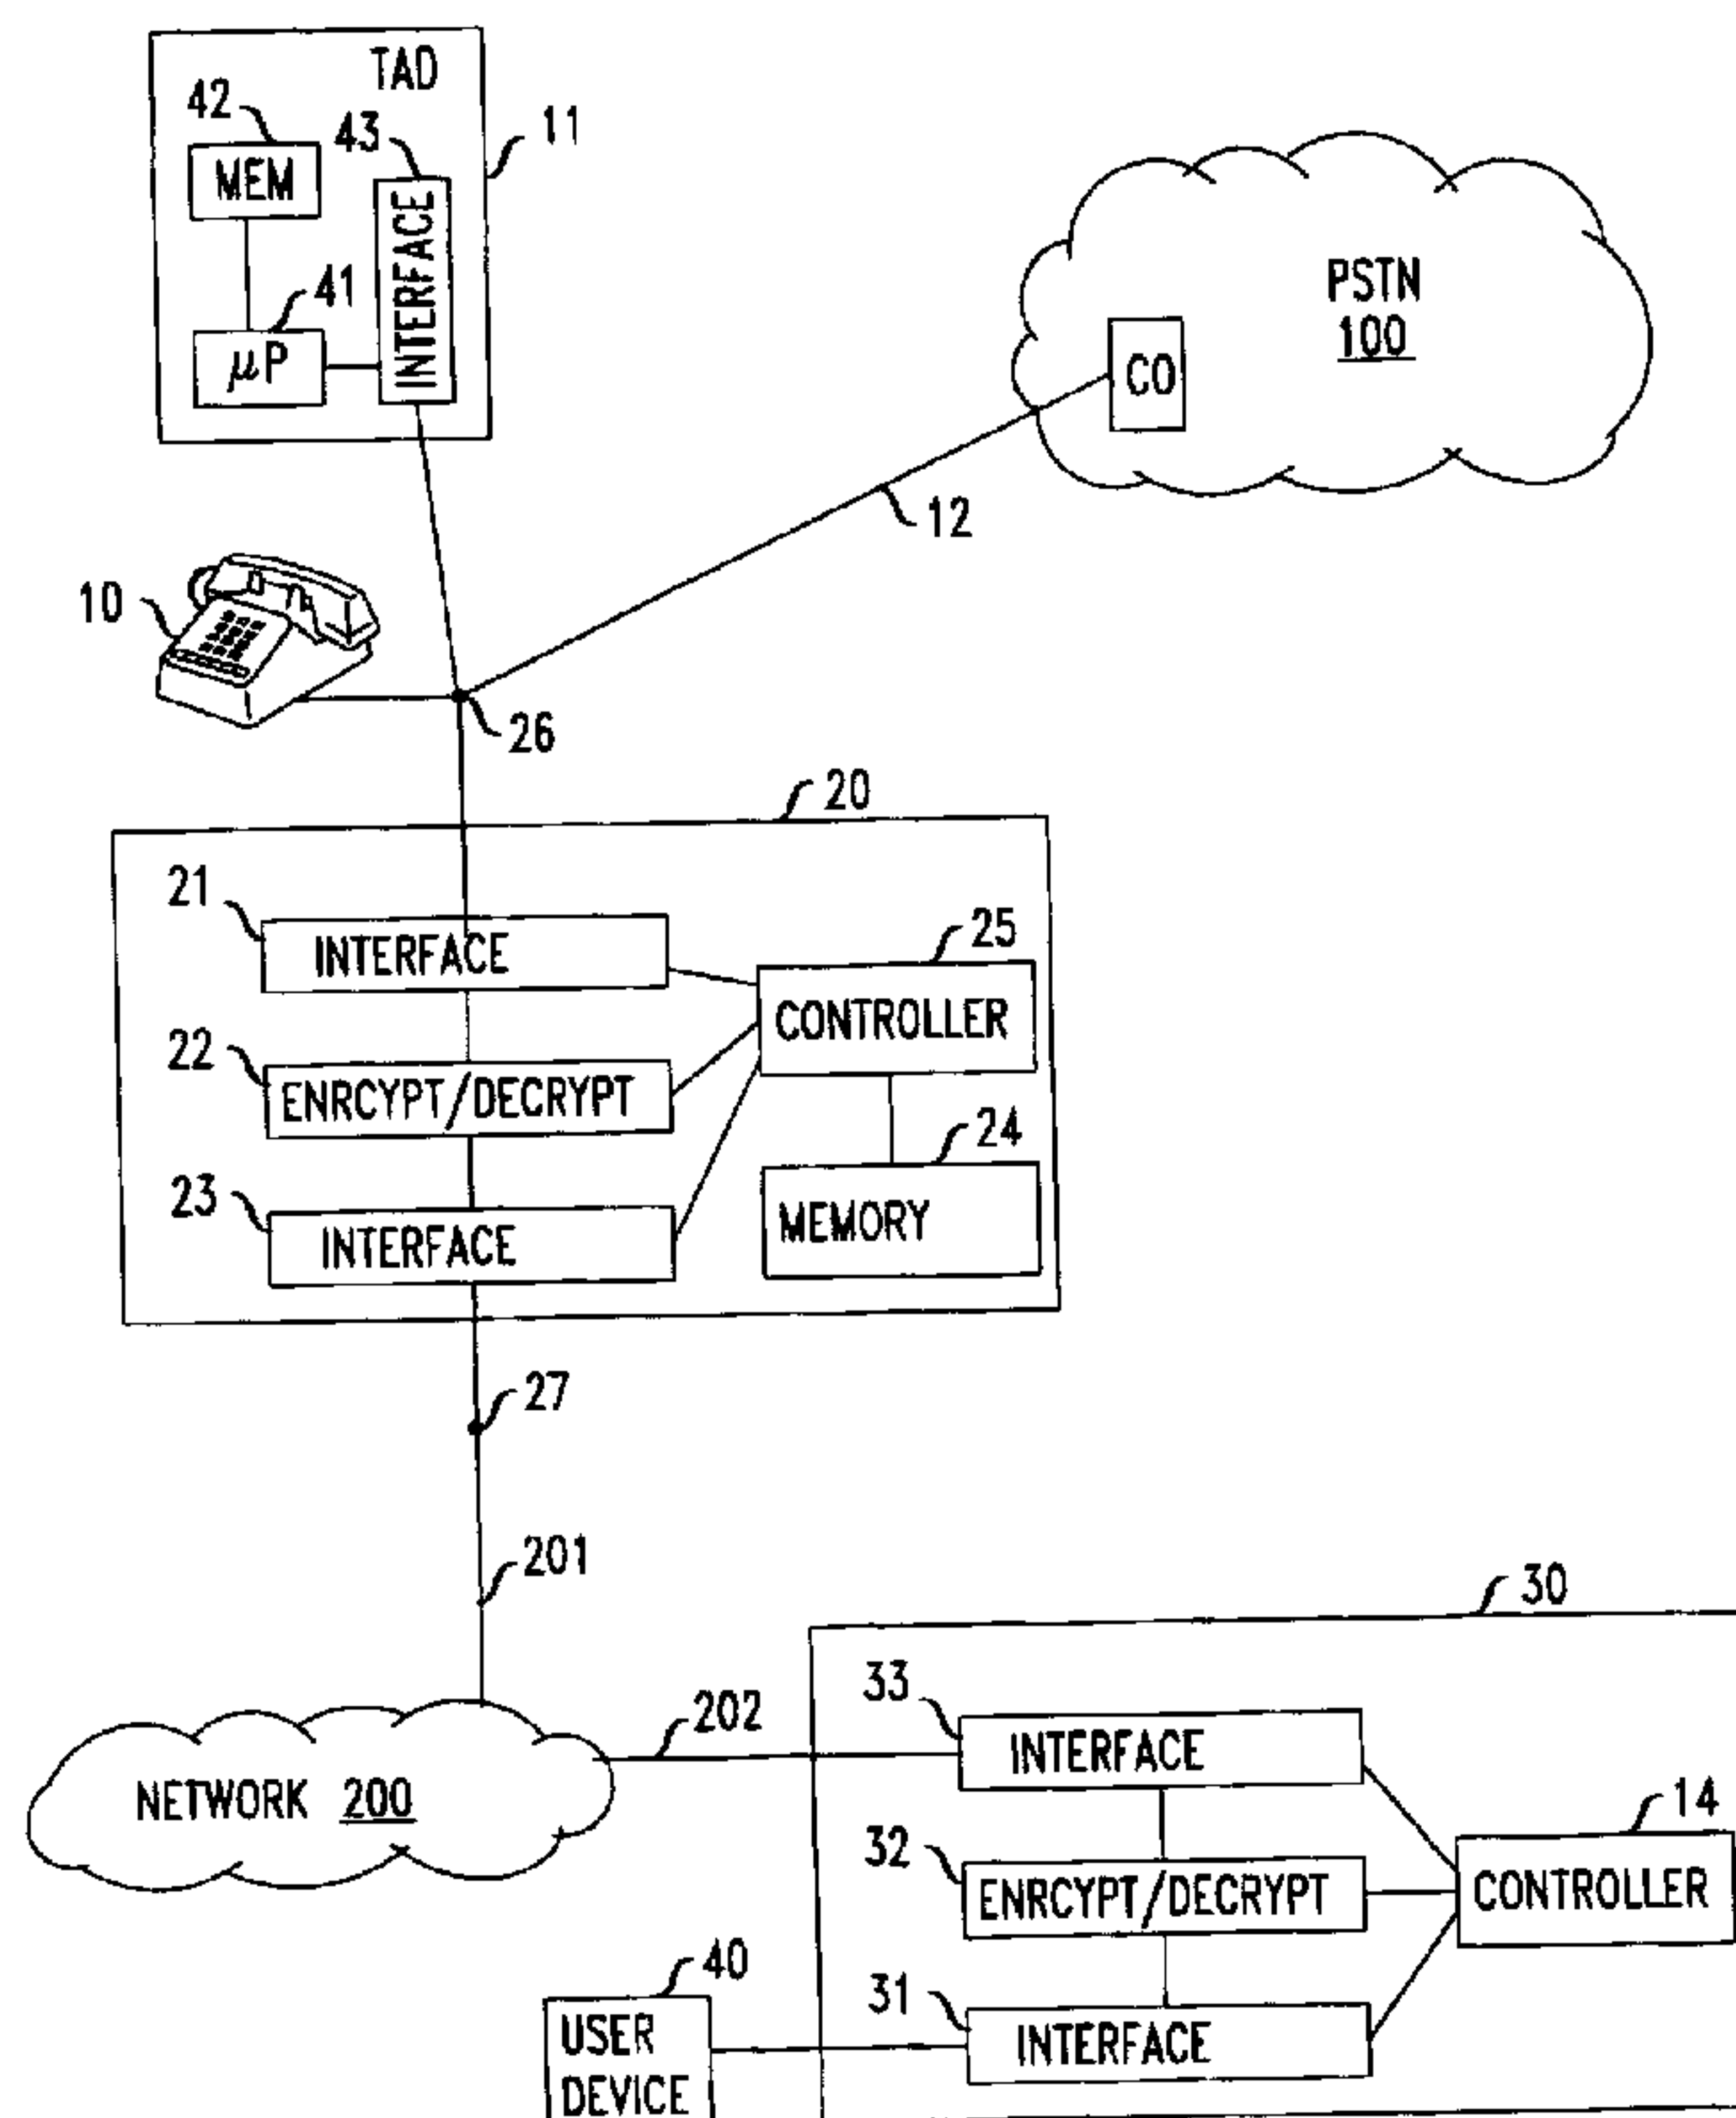 TAD
42
43
11
MEM
INTERFACE
41
μP
PSTN
100
CO
12
10
26
20
21
INTERFACE
25
CONTROLLER
22
ENRCYPT/DECRYPT
24
23
INTERFACE
MEMORY
27
201
30
33
202
INTERFACE
NETWORK 200
14
32
ENRCYPT/DECRYPT
CONTROLLER
40
31
USER
DEVICE
INTERFACE